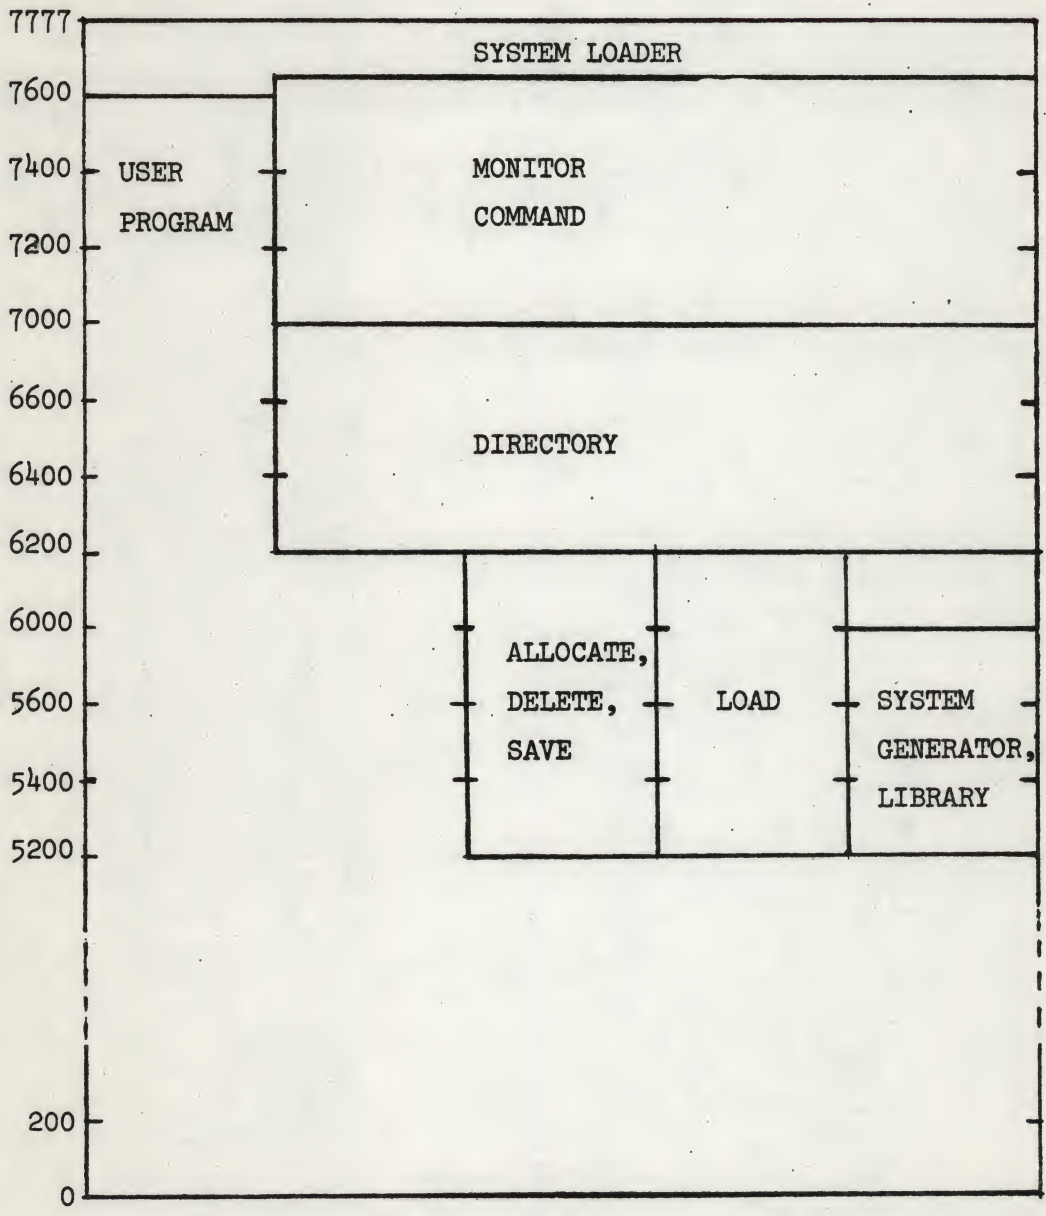 7777
SYSTEM LOADER
7600
7400
USER
PROGRAM
MONITOR
COMMAND
7200
7000
6600
DIRECTORY
6400
6200
6000
ALLOCATE,
DELETE,
SAVE
5600
LOAD
SYSTEM
GENERATOR,
LIBRARY
5400
5200
200
0